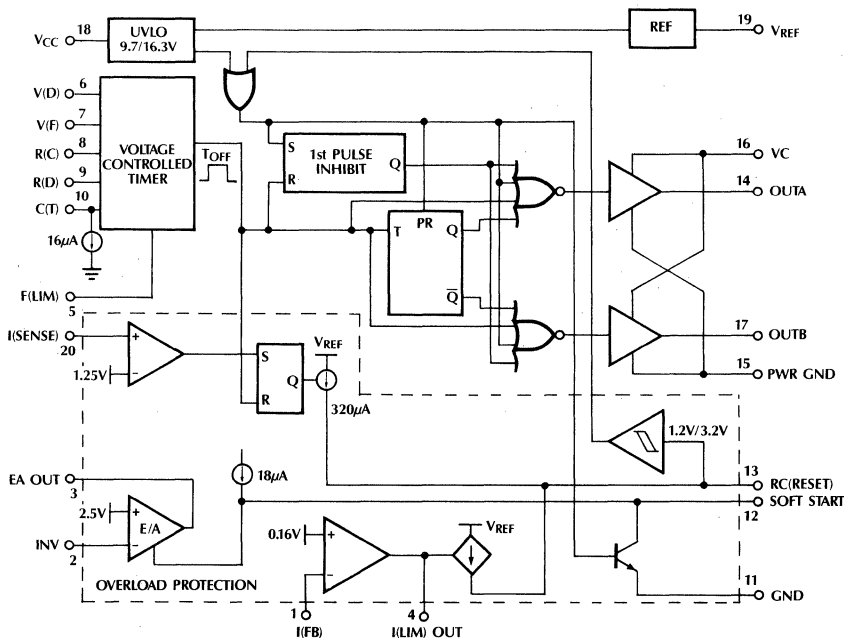 18
VCC
UVLO
9.7/16.3V
REF
19
VREF
6
V(D)
7
V(F)
8
R(C)
9
R(D)
10
C(T)
VOLTAGE
CONTROLLED
TIMER
TOFF
S
R
1st PULSE
INHIBIT
Q
16
VC
14
OUTA
16μA
T
PR
Q
Q̅
F(LIM)
5
I(SENSE)
20
+
−
1.25V
S
R
Q
VREF
320μA
17
OUTB
15
PWR GND
1.2V/3.2V
13
RC(RESET)
SOFT START
12
EA OUT
3
18μA
2.5V
+
−
E/A
INV
2
0.16V
+
−
VREF
OVERLOAD PROTECTION
11
GND
1
I(FB)
4
I(LIM) OUT